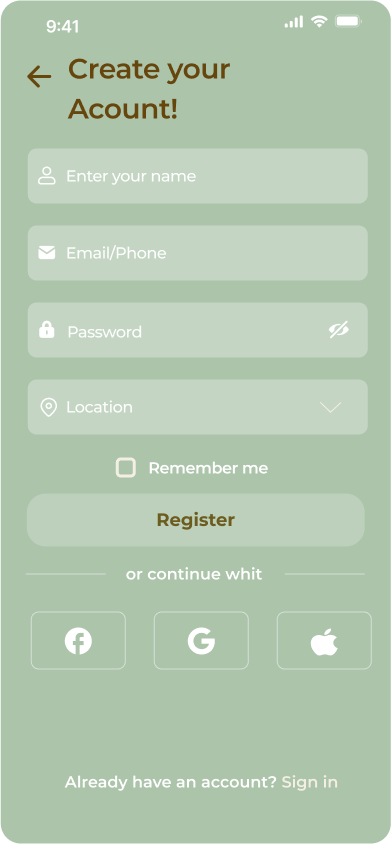 9:41
Create your
Acount!
Enter your name
Email/Phone
Password
Location
Remember me
Register
or continue whit
Already have an account? Sign in